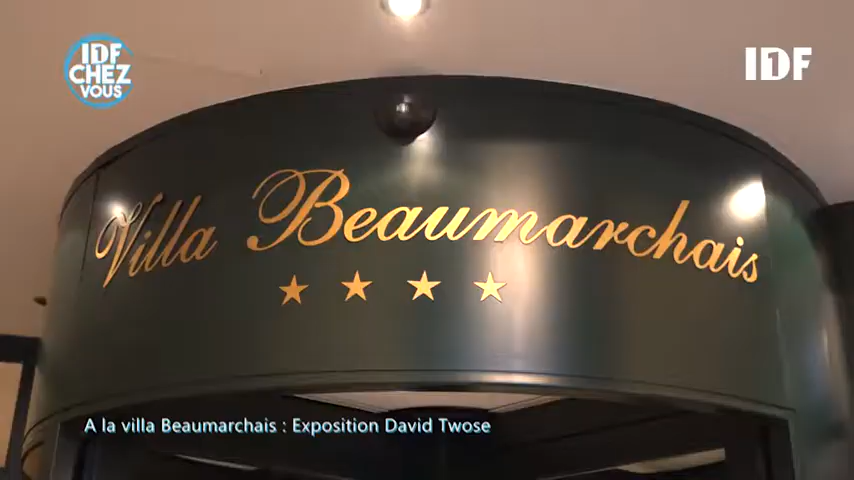 IDF
CHEZ
VOUS
IDF
Villa Beaumarchais
A la villa Beaumarchais : Exposition David Twose